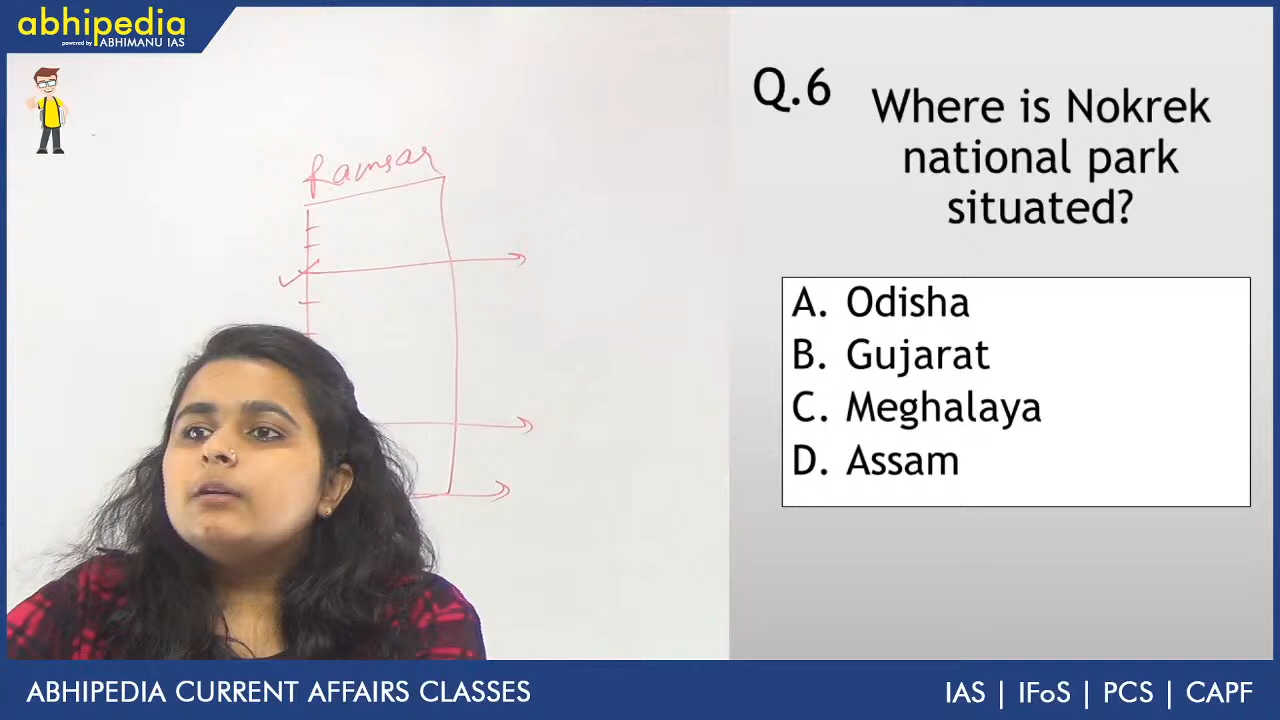 abhipedia
powered by ABHIMANU IAS
Ramsar
Q.6
Where is Nokrek
national park
situated?
A. Odisha
B. Gujarat
C. Meghalaya
D. Assam
ABHIPEDIA CURRENT AFFAIRS CLASSES
IAS | IFoS | PCS | CAPF